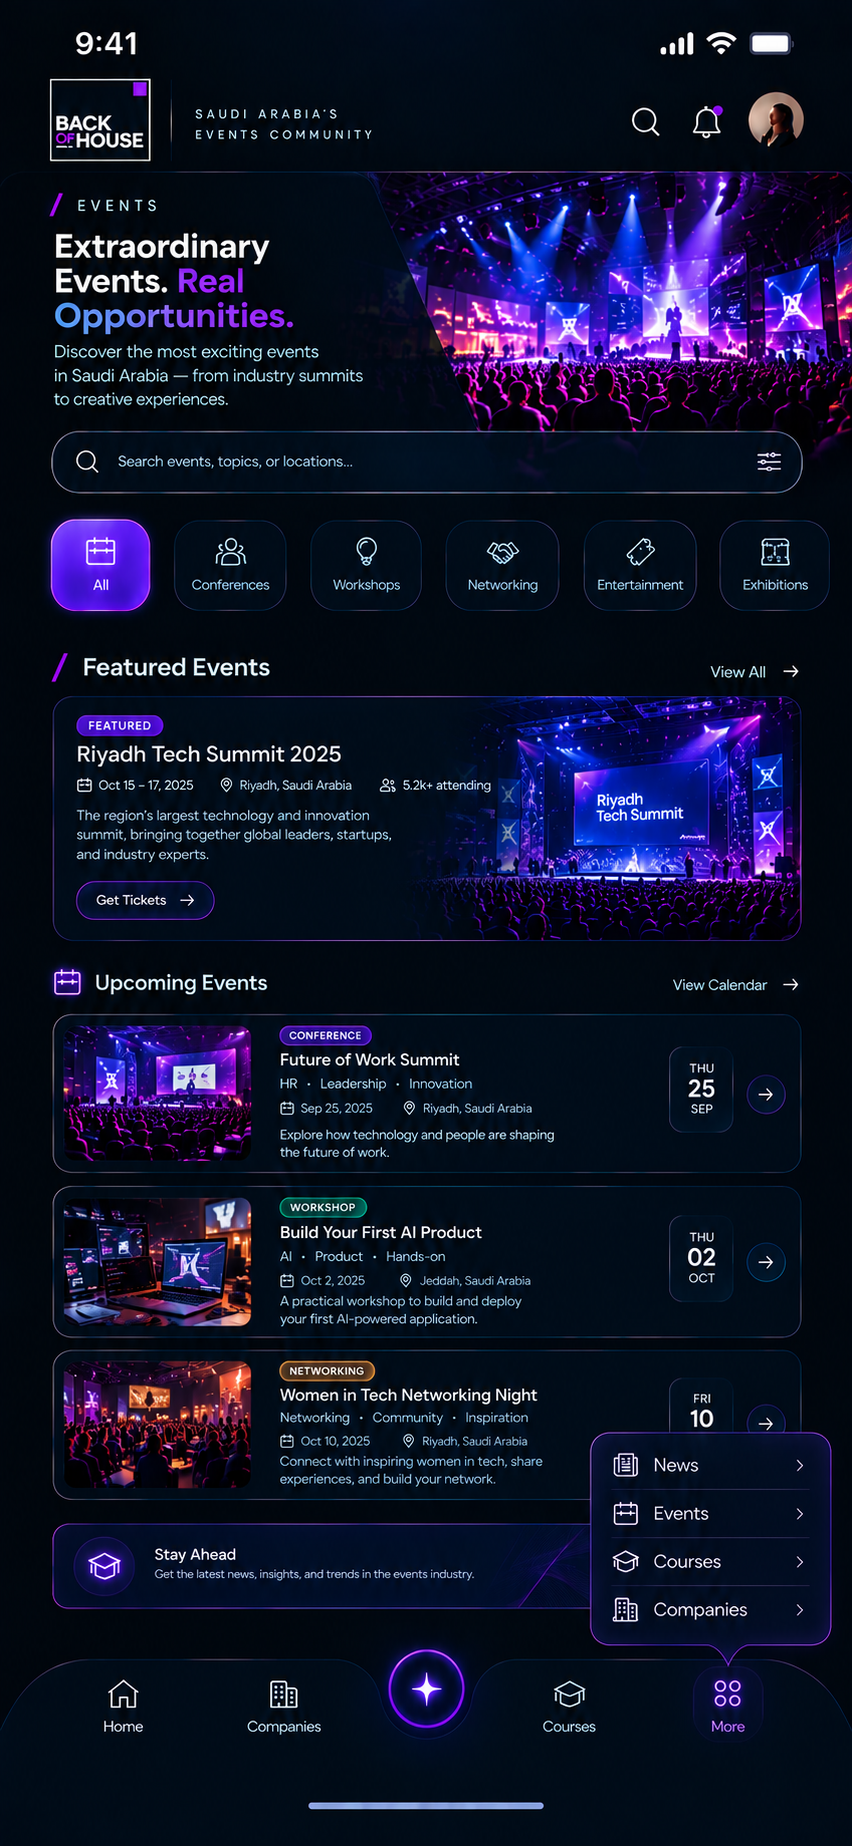 9:41
BACK
OF HOUSE
SAUDI ARABIA'S
EVENTS COMMUNITY
EVENTS
Extraordinary
Events. Real
Opportunities.
Discover the most exciting events
in Saudi Arabia — from industry summits
to creative experiences.
Search events, topics, or locations...
All
Conferences
Workshops
Networking
Entertainment
Exhibitions
Featured Events
View All
FEATURED
Riyadh Tech Summit 2025
Oct 15 – 17, 2025
Riyadh, Saudi Arabia
5.2k+ attending
The region's largest technology and innovation
summit, bringing together global leaders, startups,
and industry experts.
Get Tickets
Riyadh
Tech Summit
Upcoming Events
View Calendar
CONFERENCE
Future of Work Summit
HR • Leadership • Innovation
Sep 25, 2025
Riyadh, Saudi Arabia
Explore how technology and people are shaping
the future of work.
THU
25
SEP
WORKSHOP
Build Your First AI Product
AI • Product • Hands-on
Oct 2, 2025
Jeddah, Saudi Arabia
A practical workshop to build and deploy
your first AI-powered application.
THU
02
OCT
NETWORKING
Women in Tech Networking Night
Networking • Community • Inspiration
Oct 10, 2025
Riyadh, Saudi Arabia
Connect with inspiring women in tech, share
experiences, and build your network.
FRI
10
News
Events
Courses
Companies
Stay Ahead
Get the latest news, insights, and trends in the events industry.
Home
Companies
Courses
More